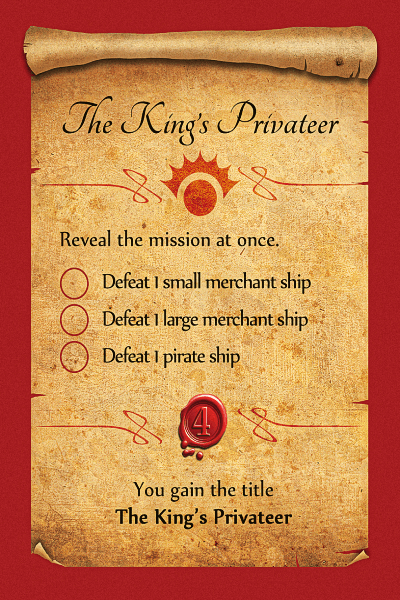 The King's Privateer
Reveal the mission at once.
Defeat 1 small merchant ship
Defeat 1 large merchant ship
Defeat 1 pirate ship
4
You gain the title
The King's Privateer